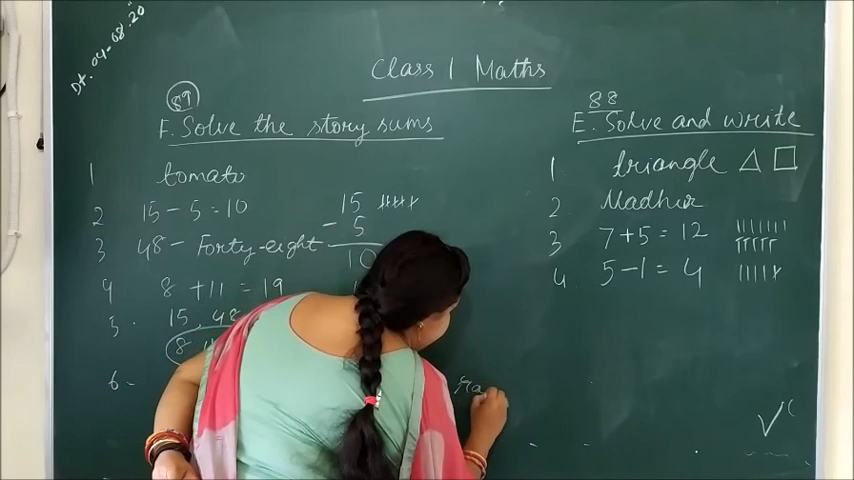 Dt. 04-08.20
Class 1 Maths
89
F. Solve the story sums
1 tomato
2 15 - 5 = 10
3 48 - Forty-eight
4 8 + 11 = 19
5. 15, 48
8
6-
15
- 5
10
88
E. Solve and write
1 triangle
2 Madhur
3 7+5 = 12
4 5-1 = 4